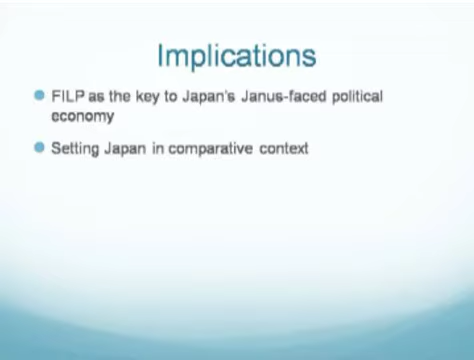 Implications
FILP as the key to Japan's Janus-faced political
economy
Setting Japan in comparative context